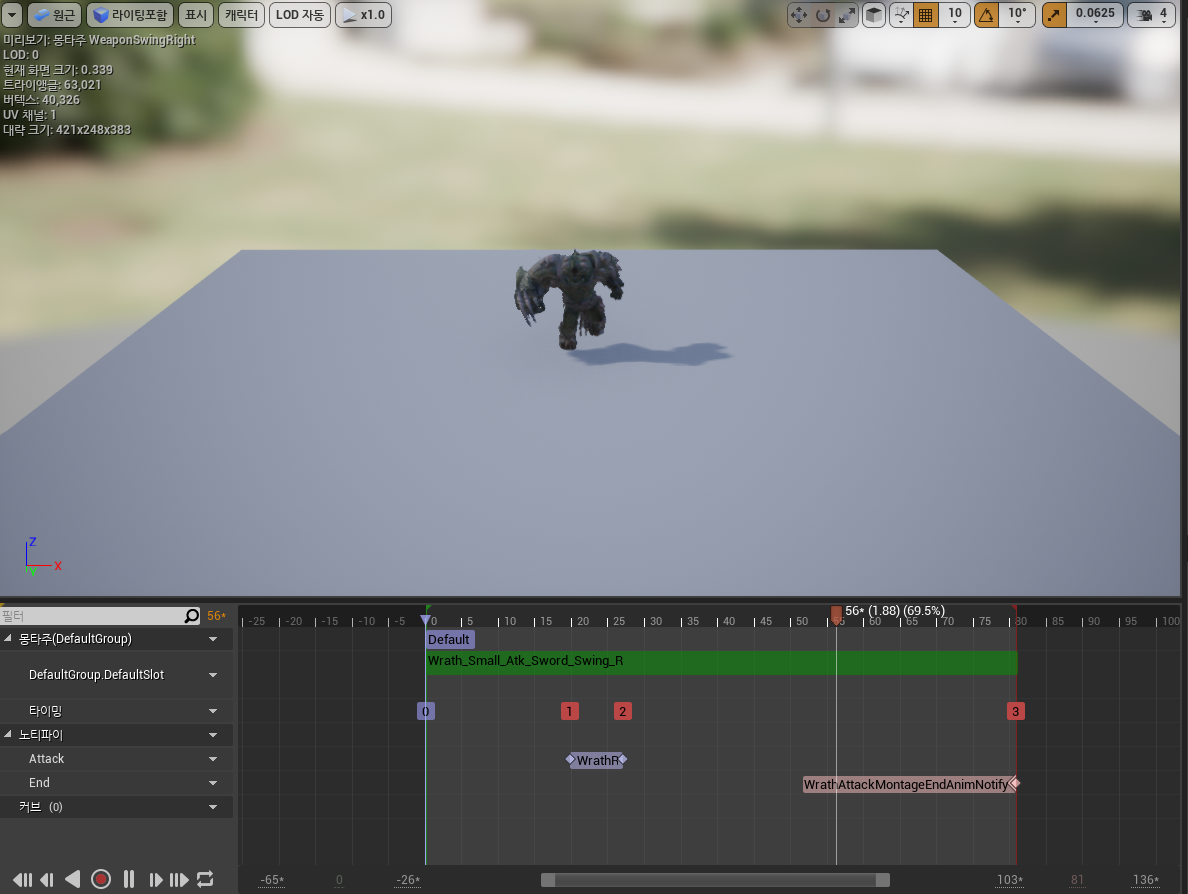 원근 라이팅포함 표시 캐릭터 LOD 자동 x1.0 10 10° 0.0625 4
미리보기: 몽타주 WeaponSwingRight
LOD: 0
현재 화면 크기: 0.339
트라이앵글: 63,021
버텍스: 40,326
UV 채널: 1
대략 크기: 421x248x383
Z
X
Y
필터 56*
56* (1.88) (69.5%)
-25 -20 -15 -10 -5 0 5 10 15 20 25 30 35 40 45 50 55 60 65 70 75 80 85 90 95 100
몽타주(DefaultGroup) Default
DefaultGroup.DefaultSlot Wrath_Small_Atk_Sword_Swing_R
타이밍 0 1 2 3
노티파이
Attack WrathR
End WrathAttackMontageEndAnimNotify
커브 (0)
-65* 0 -26* 103* 81 136*